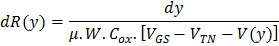 dR(y) = dy / μ.W.C_ox.[V_GS − V_TN − V(y)]